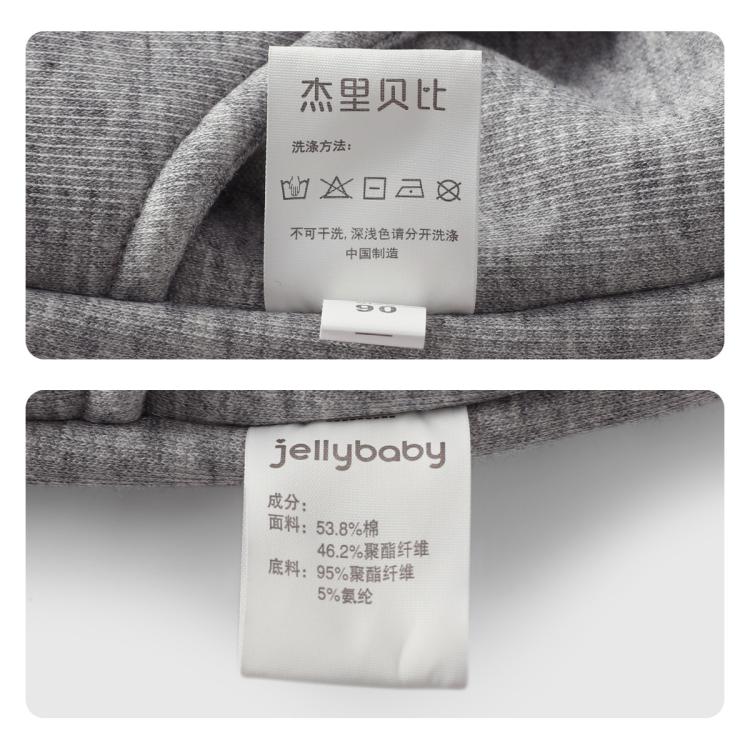 杰里贝比
洗涤方法:
不可干洗, 深浅色请分开洗涤
中国制造
90
jellybaby
成分:
面料: 53.8%棉
46.2%聚酯纤维
底料: 95%聚酯纤维
5%氨纶